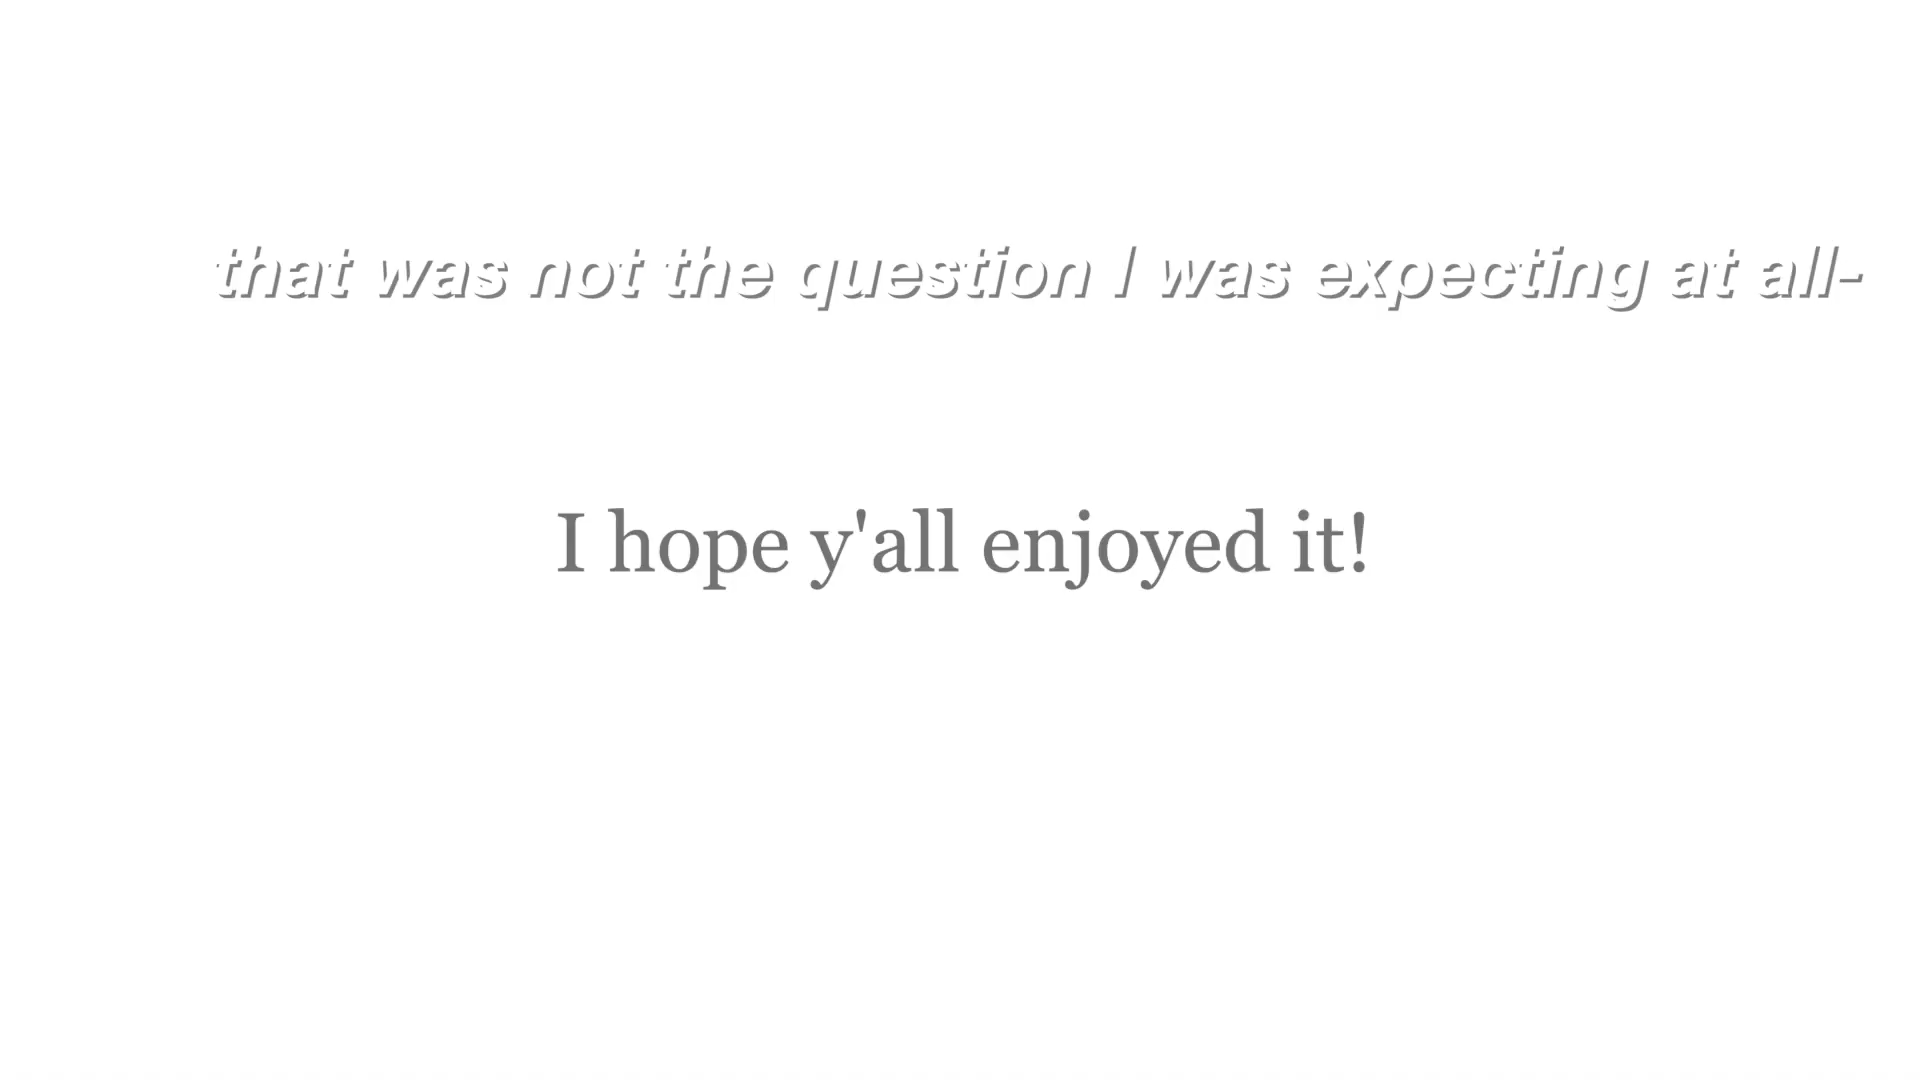 that was not the question I was expecting at all-
I hope y'all enjoyed it!